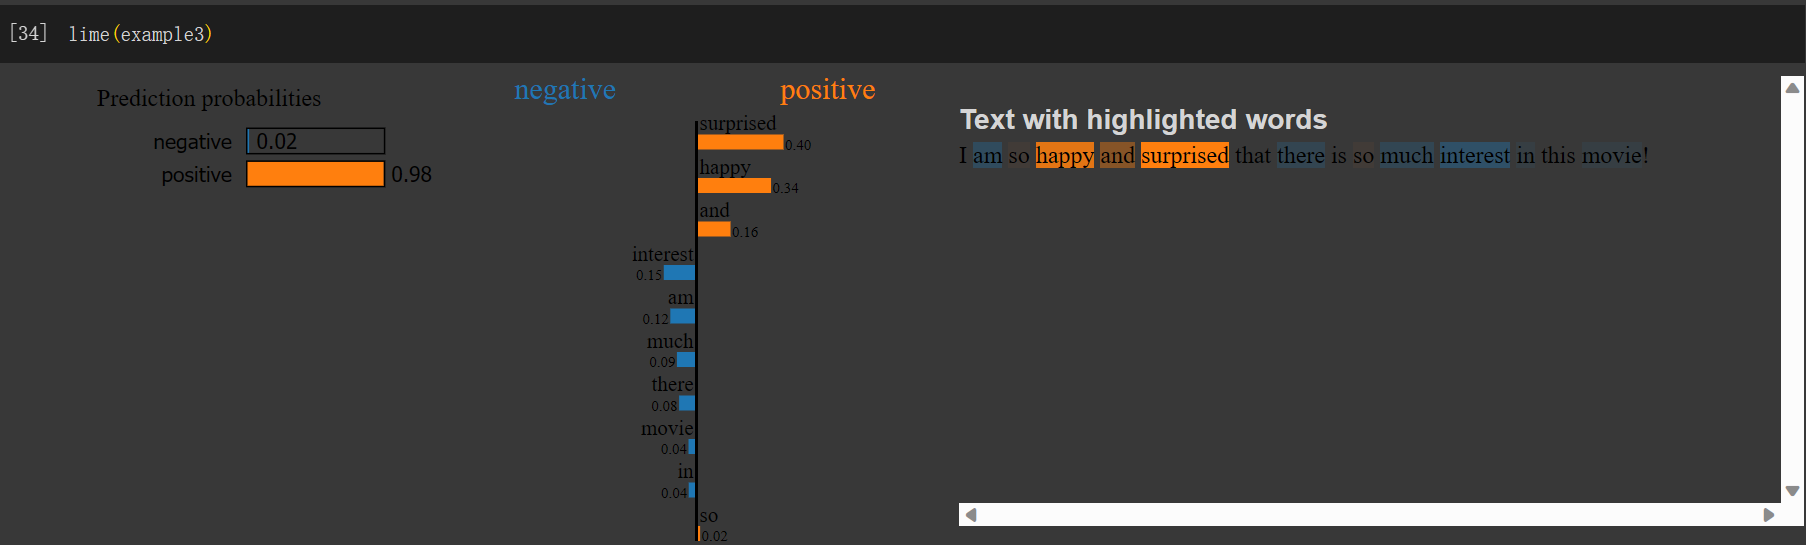 [34] lime(example3)
Prediction probabilities
negative 0.02
positive 0.98
negative positive
surprised
0.40
happy
0.34
and
0.16
interest
0.15
am
0.12
much
0.09
there
0.08
movie
0.04
in
0.04
so
0.02
Text with highlighted words
I am so happy and surprised that there is so much interest in this movie!